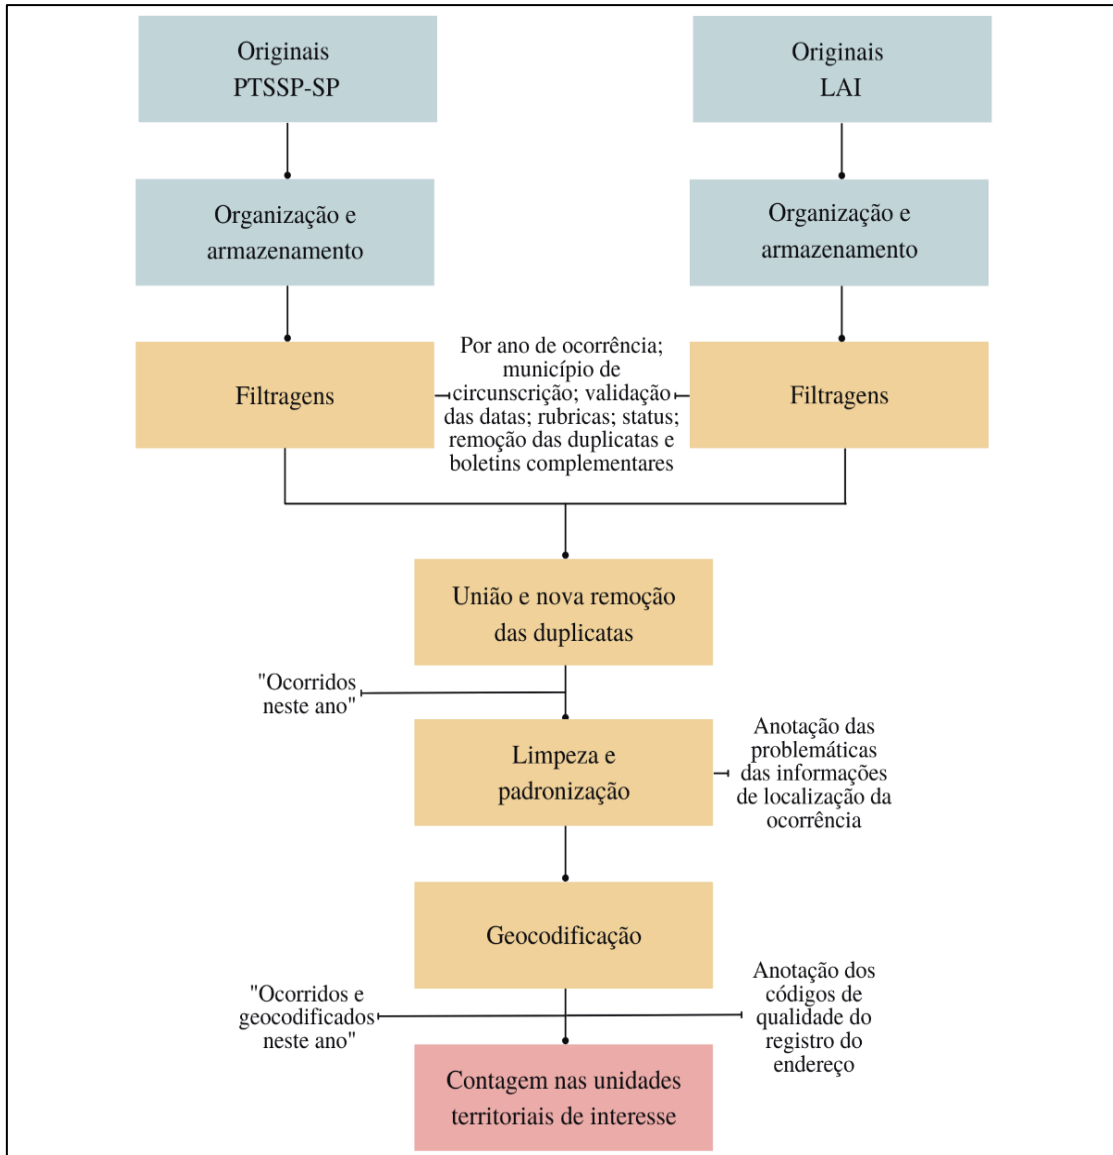 Originais
PTSSP-SP
Originais
LAI
Organização e
armazenamento
Organização e
armazenamento
Filtragens
Por ano de ocorrência;
município de
circunscrição; validação
das datas; rubricas; status;
remoção das duplicatas e
boletins complementares
Filtragens
União e nova remoção
das duplicatas
"Ocorridos
neste ano"
Limpeza e
padronização
Anotação das
problemáticas
das informações
de localização da
ocorrência
Geocodificação
"Ocorridos e
geocodificados
neste ano"
Anotação dos
códigos de
qualidade do
registro do
endereço
Contagem nas unidades
territoriais de interesse